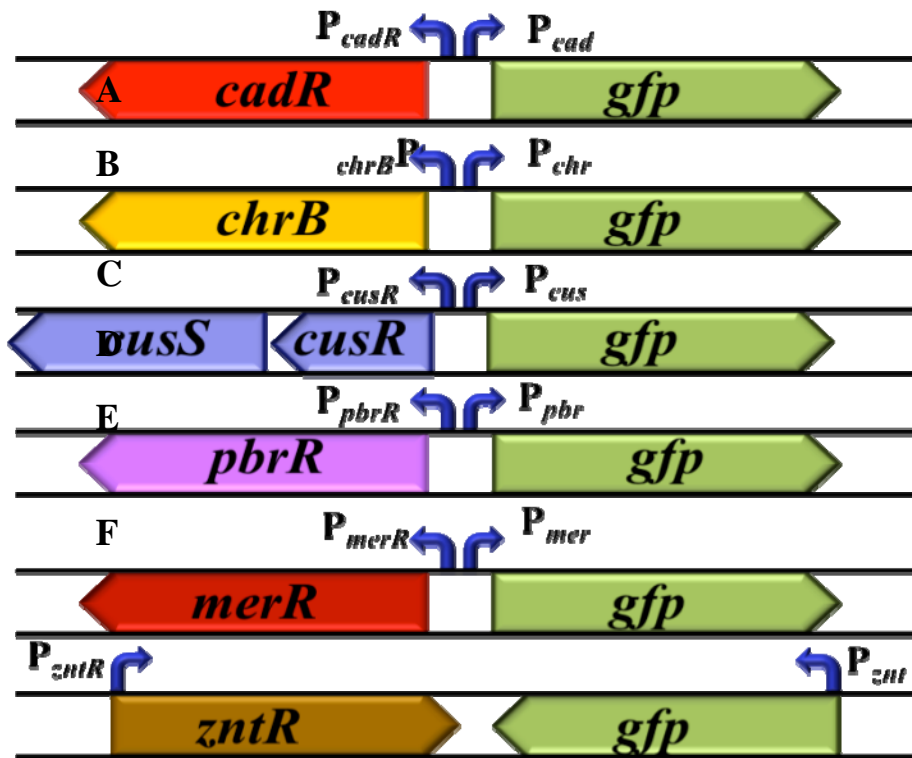 P cadR P cad
A cadR gfp
B chrB P P chr
chrB gfp
C P cusR P cus
D cusS cusR gfp
E P pbrR P pbr
pbrR gfp
F P merR P mer
merR gfp
P zntR P znt
zntR gfp